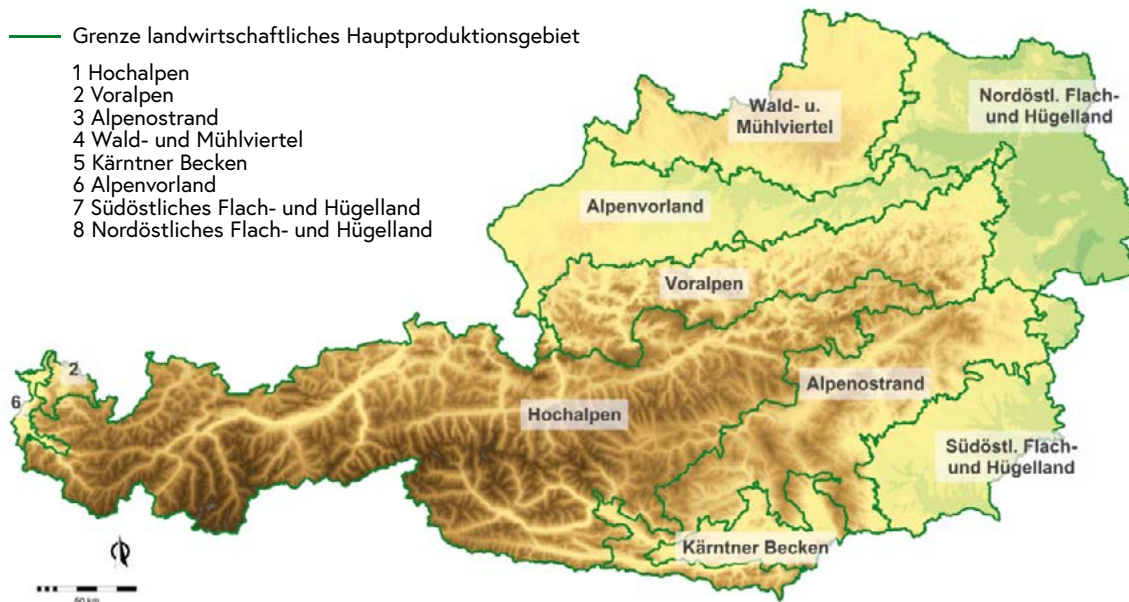 Grenze landwirtschaftliches Hauptproduktionsgebiet
1 Hochalpen
2 Voralpen
3 Alpenostrand
4 Wald- und Mühlviertel
5 Kärntner Becken
6 Alpenvorland
7 Südöstliches Flach- und Hügelland
8 Nordöstliches Flach- und Hügelland
Wald- u.
Mühlviertel
Nordöstl. Flach-
und Hügelland
Alpenvorland
Voralpen
2
6
Hochalpen
Alpenostrand
Südöstl. Flach-
und Hügelland
Kärntner Becken
50 km